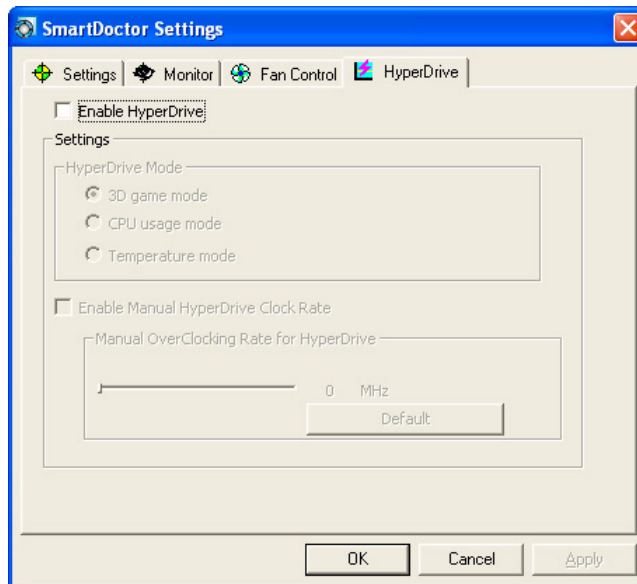 SmartDoctor Settings
Settings Monitor Fan Control HyperDrive
Enable HyperDrive
Settings
HyperDrive Mode
3D game mode
CPU usage mode
Temperature mode
Enable Manual HyperDrive Clock Rate
Manual OverClocking Rate for HyperDrive
0 MHz
Default
OK Cancel Apply